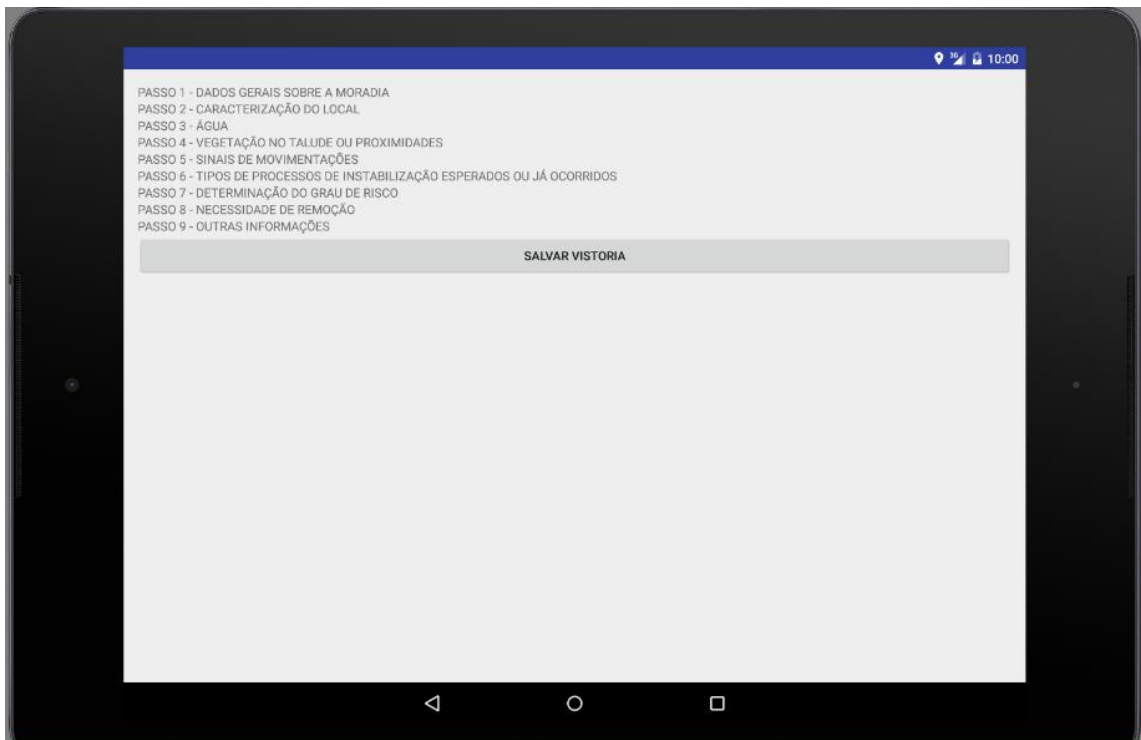 10:00
PASSO 1 - DADOS GERAIS SOBRE A MORADIA
PASSO 2 - CARACTERIZAÇÃO DO LOCAL
PASSO 3 - ÁGUA
PASSO 4 - VEGETAÇÃO NO TALUDE OU PROXIMIDADES
PASSO 5 - SINAIS DE MOVIMENTAÇÕES
PASSO 6 - TIPOS DE PROCESSOS DE INSTABILIZAÇÃO ESPERADOS OU JÁ OCORRIDOS
PASSO 7 - DETERMINAÇÃO DO GRAU DE RISCO
PASSO 8 - NECESSIDADE DE REMOÇÃO
PASSO 9 - OUTRAS INFORMAÇÕES
SALVAR VISTORIA